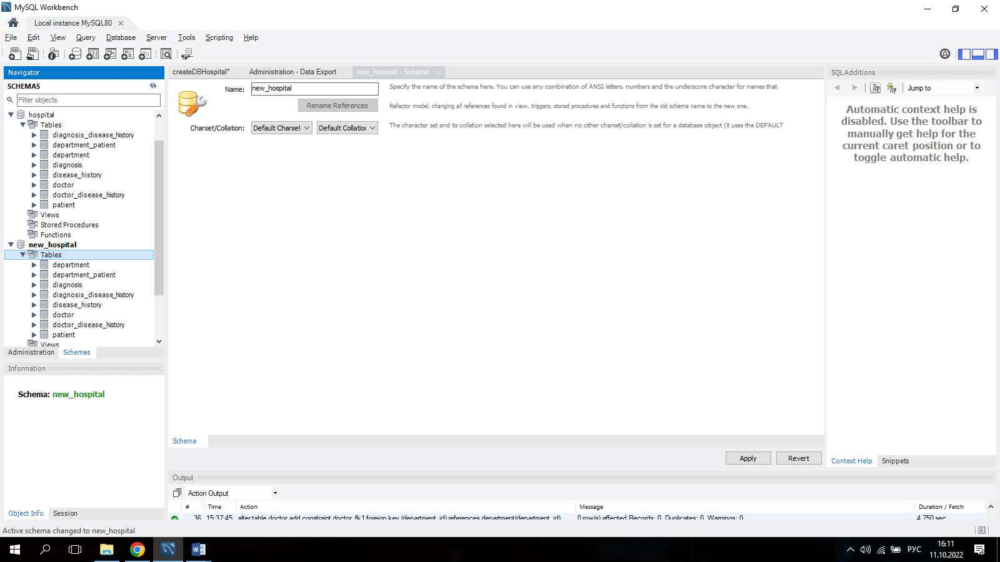 MySQL Workbench
Local instance MySQL80
File Edit View Query Database Server Tools Scripting Help
Navigator
SCHEMAS
Filter objects
hospital
Tables
diagnosis_disease_history
department_patient
department
diagnosis
disease_history
doctor
doctor_disease_history
patient
Views
Stored Procedures
Functions
new_hospital
Tables
department
department_patient
diagnosis
diagnosis_disease_history
disease_history
doctor
doctor_disease_history
patient
Views
Administration Schemas
Information
Schema: new_hospital
Object Info Session
createDBHospital* Administration - Data Export new_hospital - Schema
Name: new_hospital Specify the name of the schema here. You can use any combination of ANSI letters, numbers and the underscore character for names that
Rename References Refactor model, changing all references found in view, triggers, stored procedures and functions from the old schema name to the new one.
Charset/Collation: Default Charset Default Collation The character set and its collation selected here will be used when no other charset/collation is set for a database object (it uses the DEFAULT
Schema
Apply Revert
SQLAdditions
Jump to
Automatic context help is
disabled. Use the toolbar to
manually get help for the
current caret position or to
toggle automatic help.
Context Help Snippets
Output
Action Output
# Time Action Message Duration / Fetch
36 15:37:45 alter table doctor add constraint doctor_fk1 foreign key (department_id) references department(department_id) 0 row(s) affected Records: 0 Duplicates: 0 Warnings: 0 4.750 sec
Active schema changed to new_hospital
РУС
16:11
11.10.2022